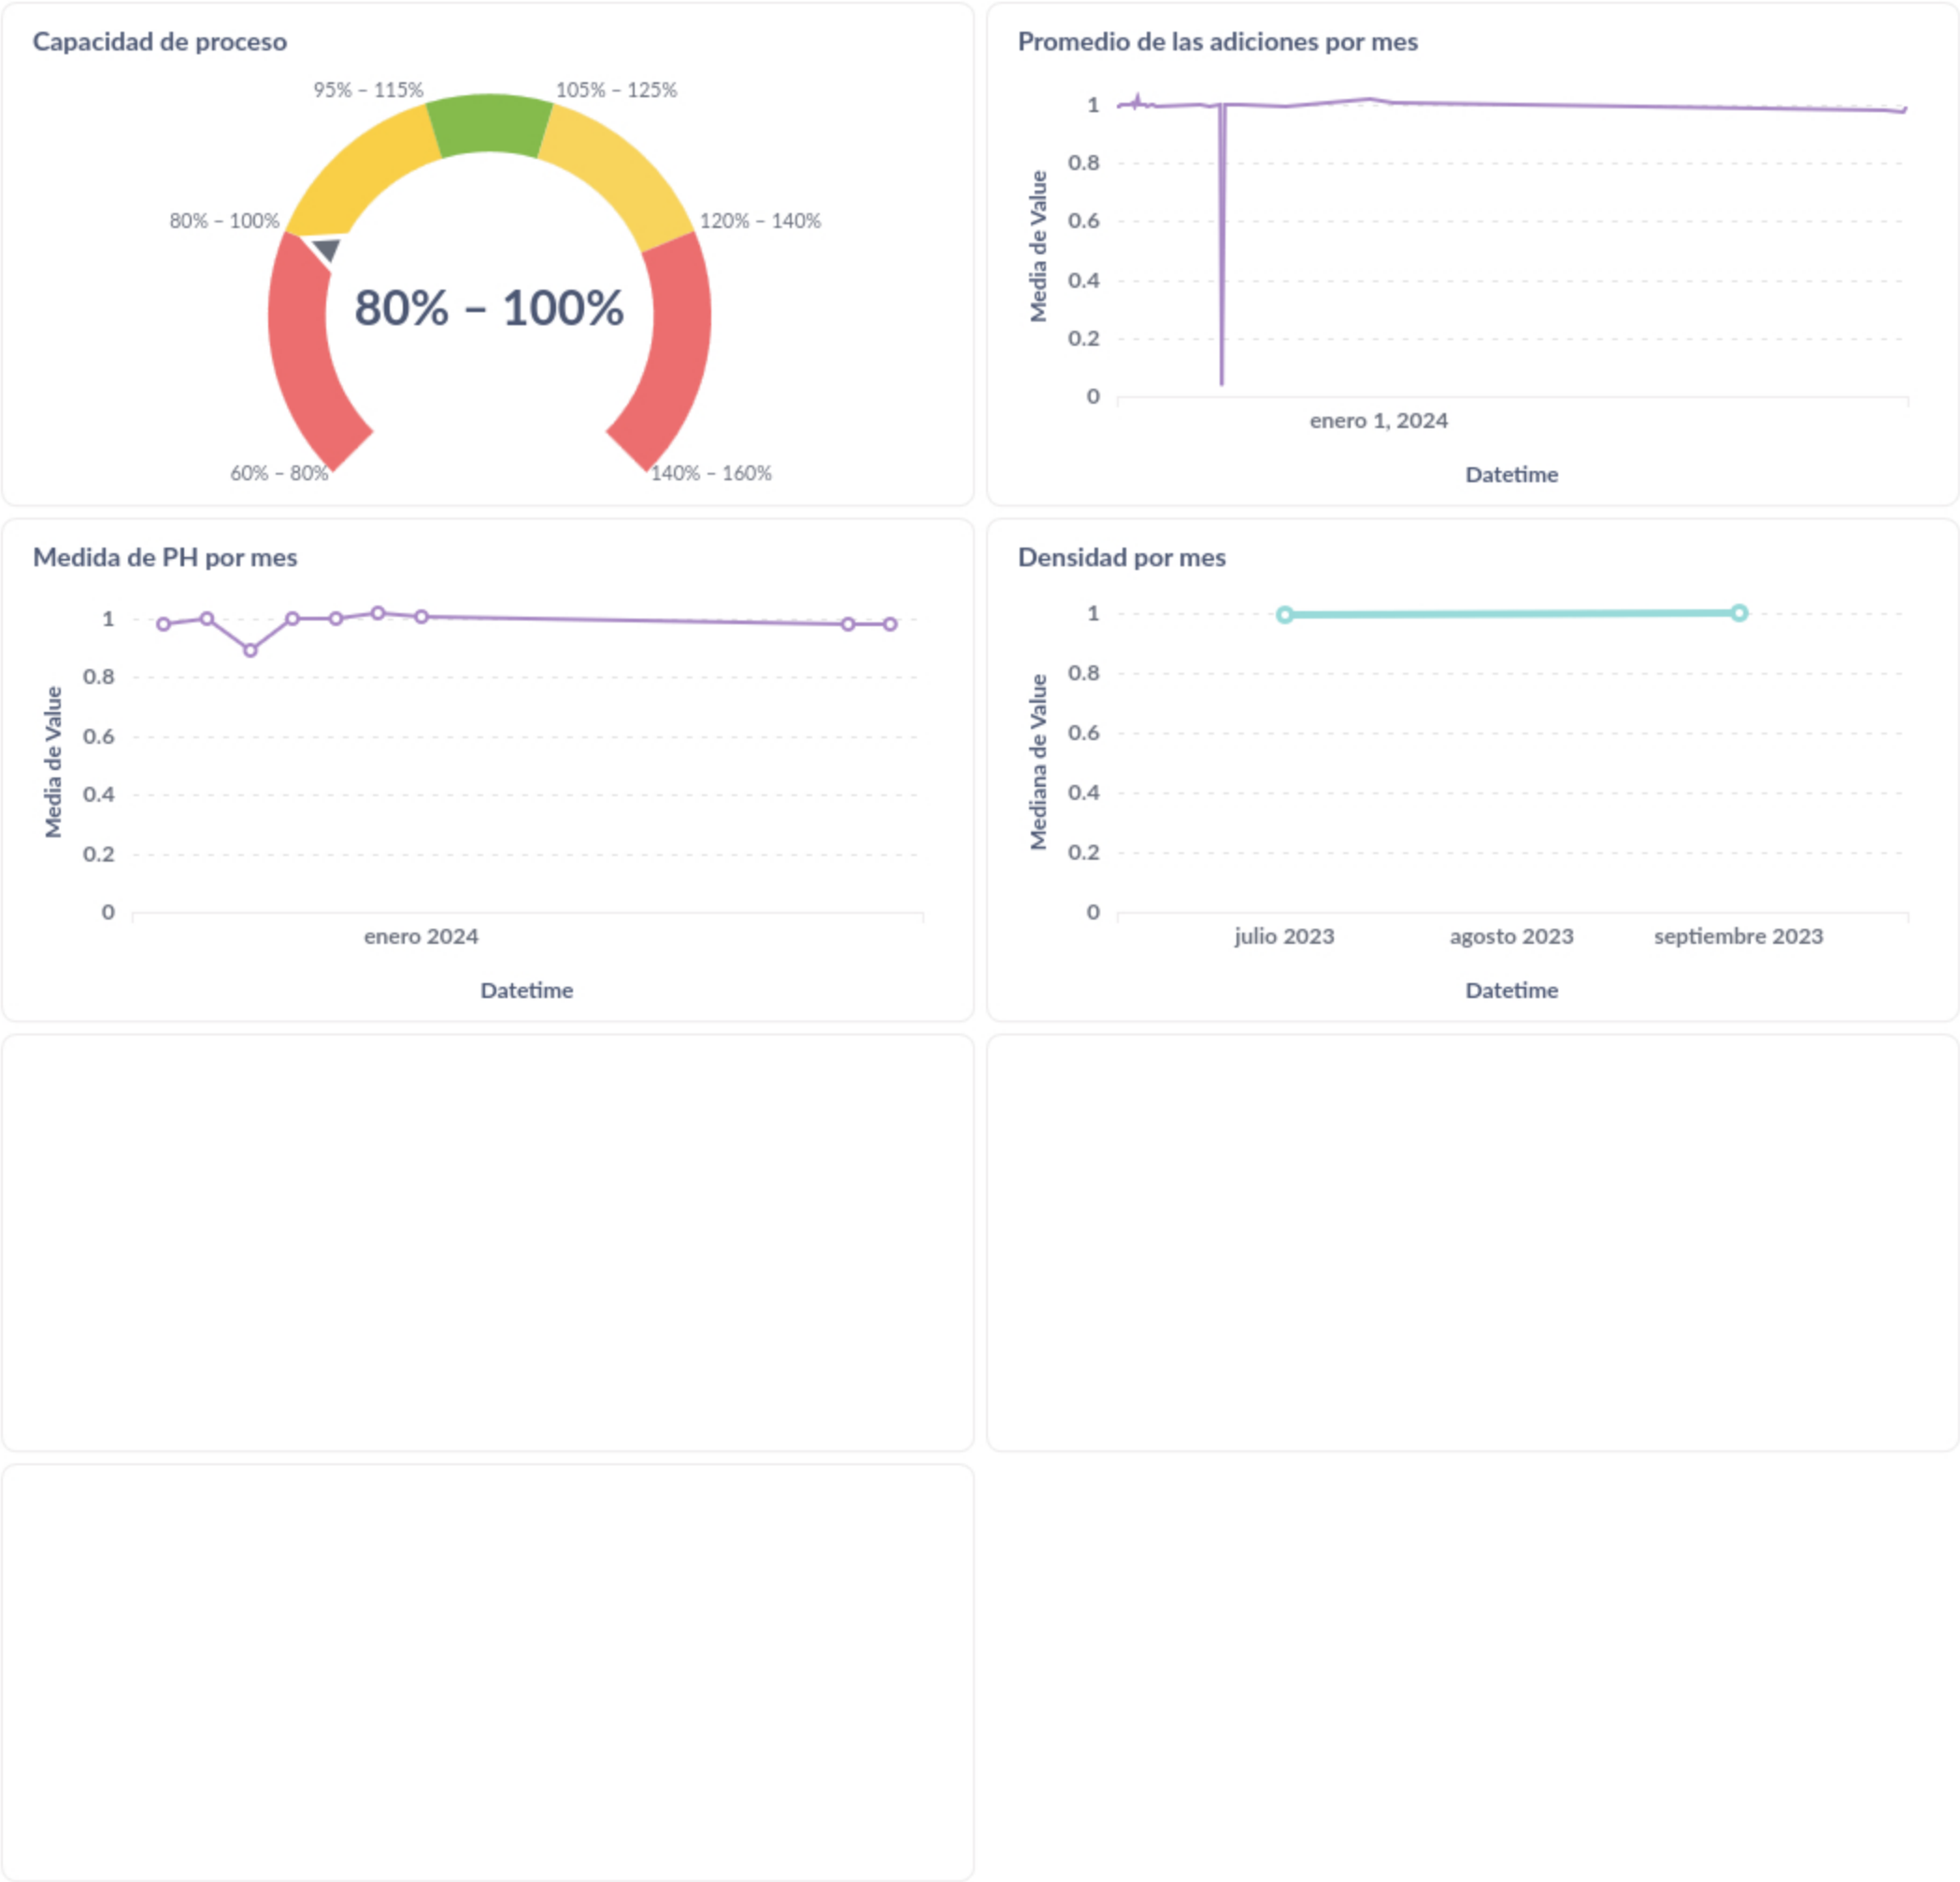 Capacidad de proceso
95% – 115%
105% – 125%
80% – 100%
120% – 140%
80% – 100%
60% – 80%
140% – 160%
Promedio de las adiciones por mes
Media de Value
1
0.8
0.6
0.4
0.2
0
enero 1, 2024
Datetime
Medida de PH por mes
Media de Value
1
0.8
0.6
0.4
0.2
0
enero 2024
Datetime
Densidad por mes
Mediana de Value
1
0.8
0.6
0.4
0.2
0
julio 2023 agosto 2023 septiembre 2023
Datetime